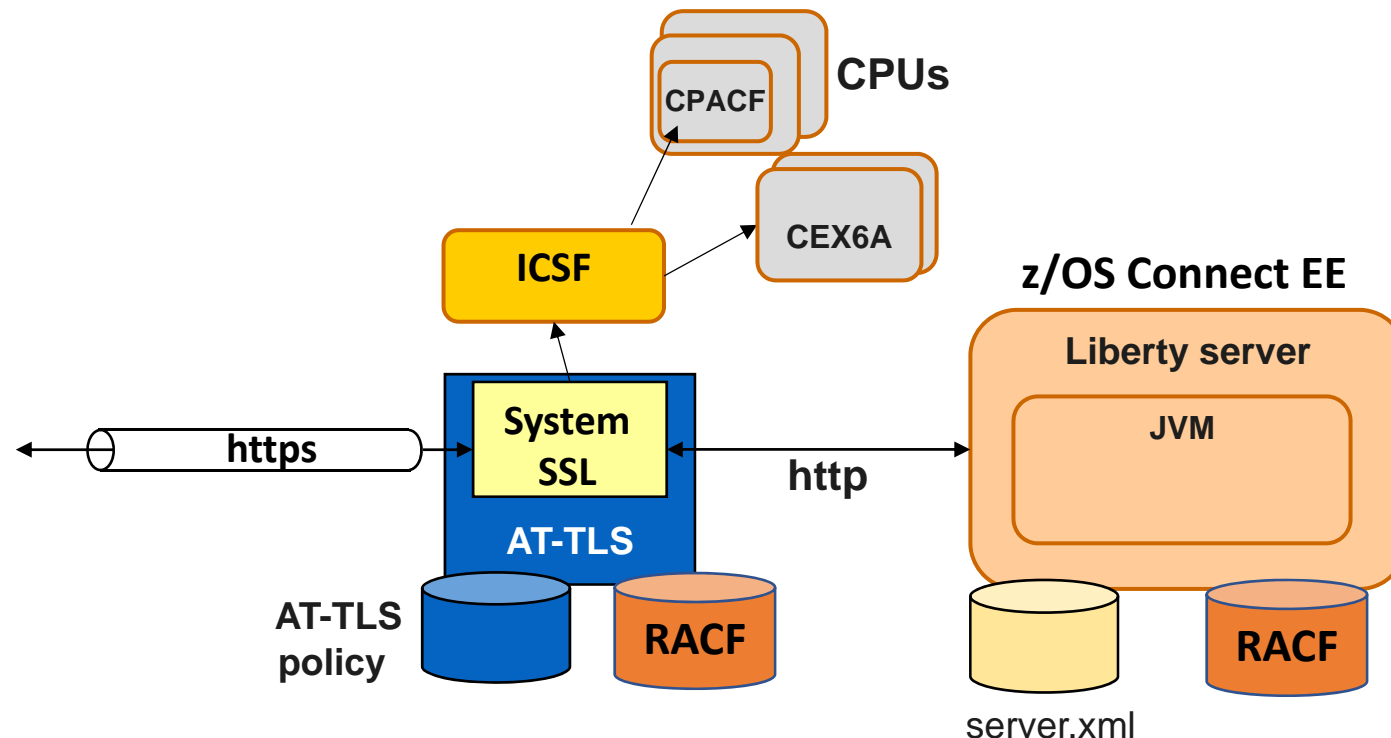 CPUs
CPACF
CEX6A
ICSF
z/OS Connect EE
Liberty server
JVM
https
System
SSL
http
AT-TLS
AT-TLS
policy
RACF
RACF
server.xml